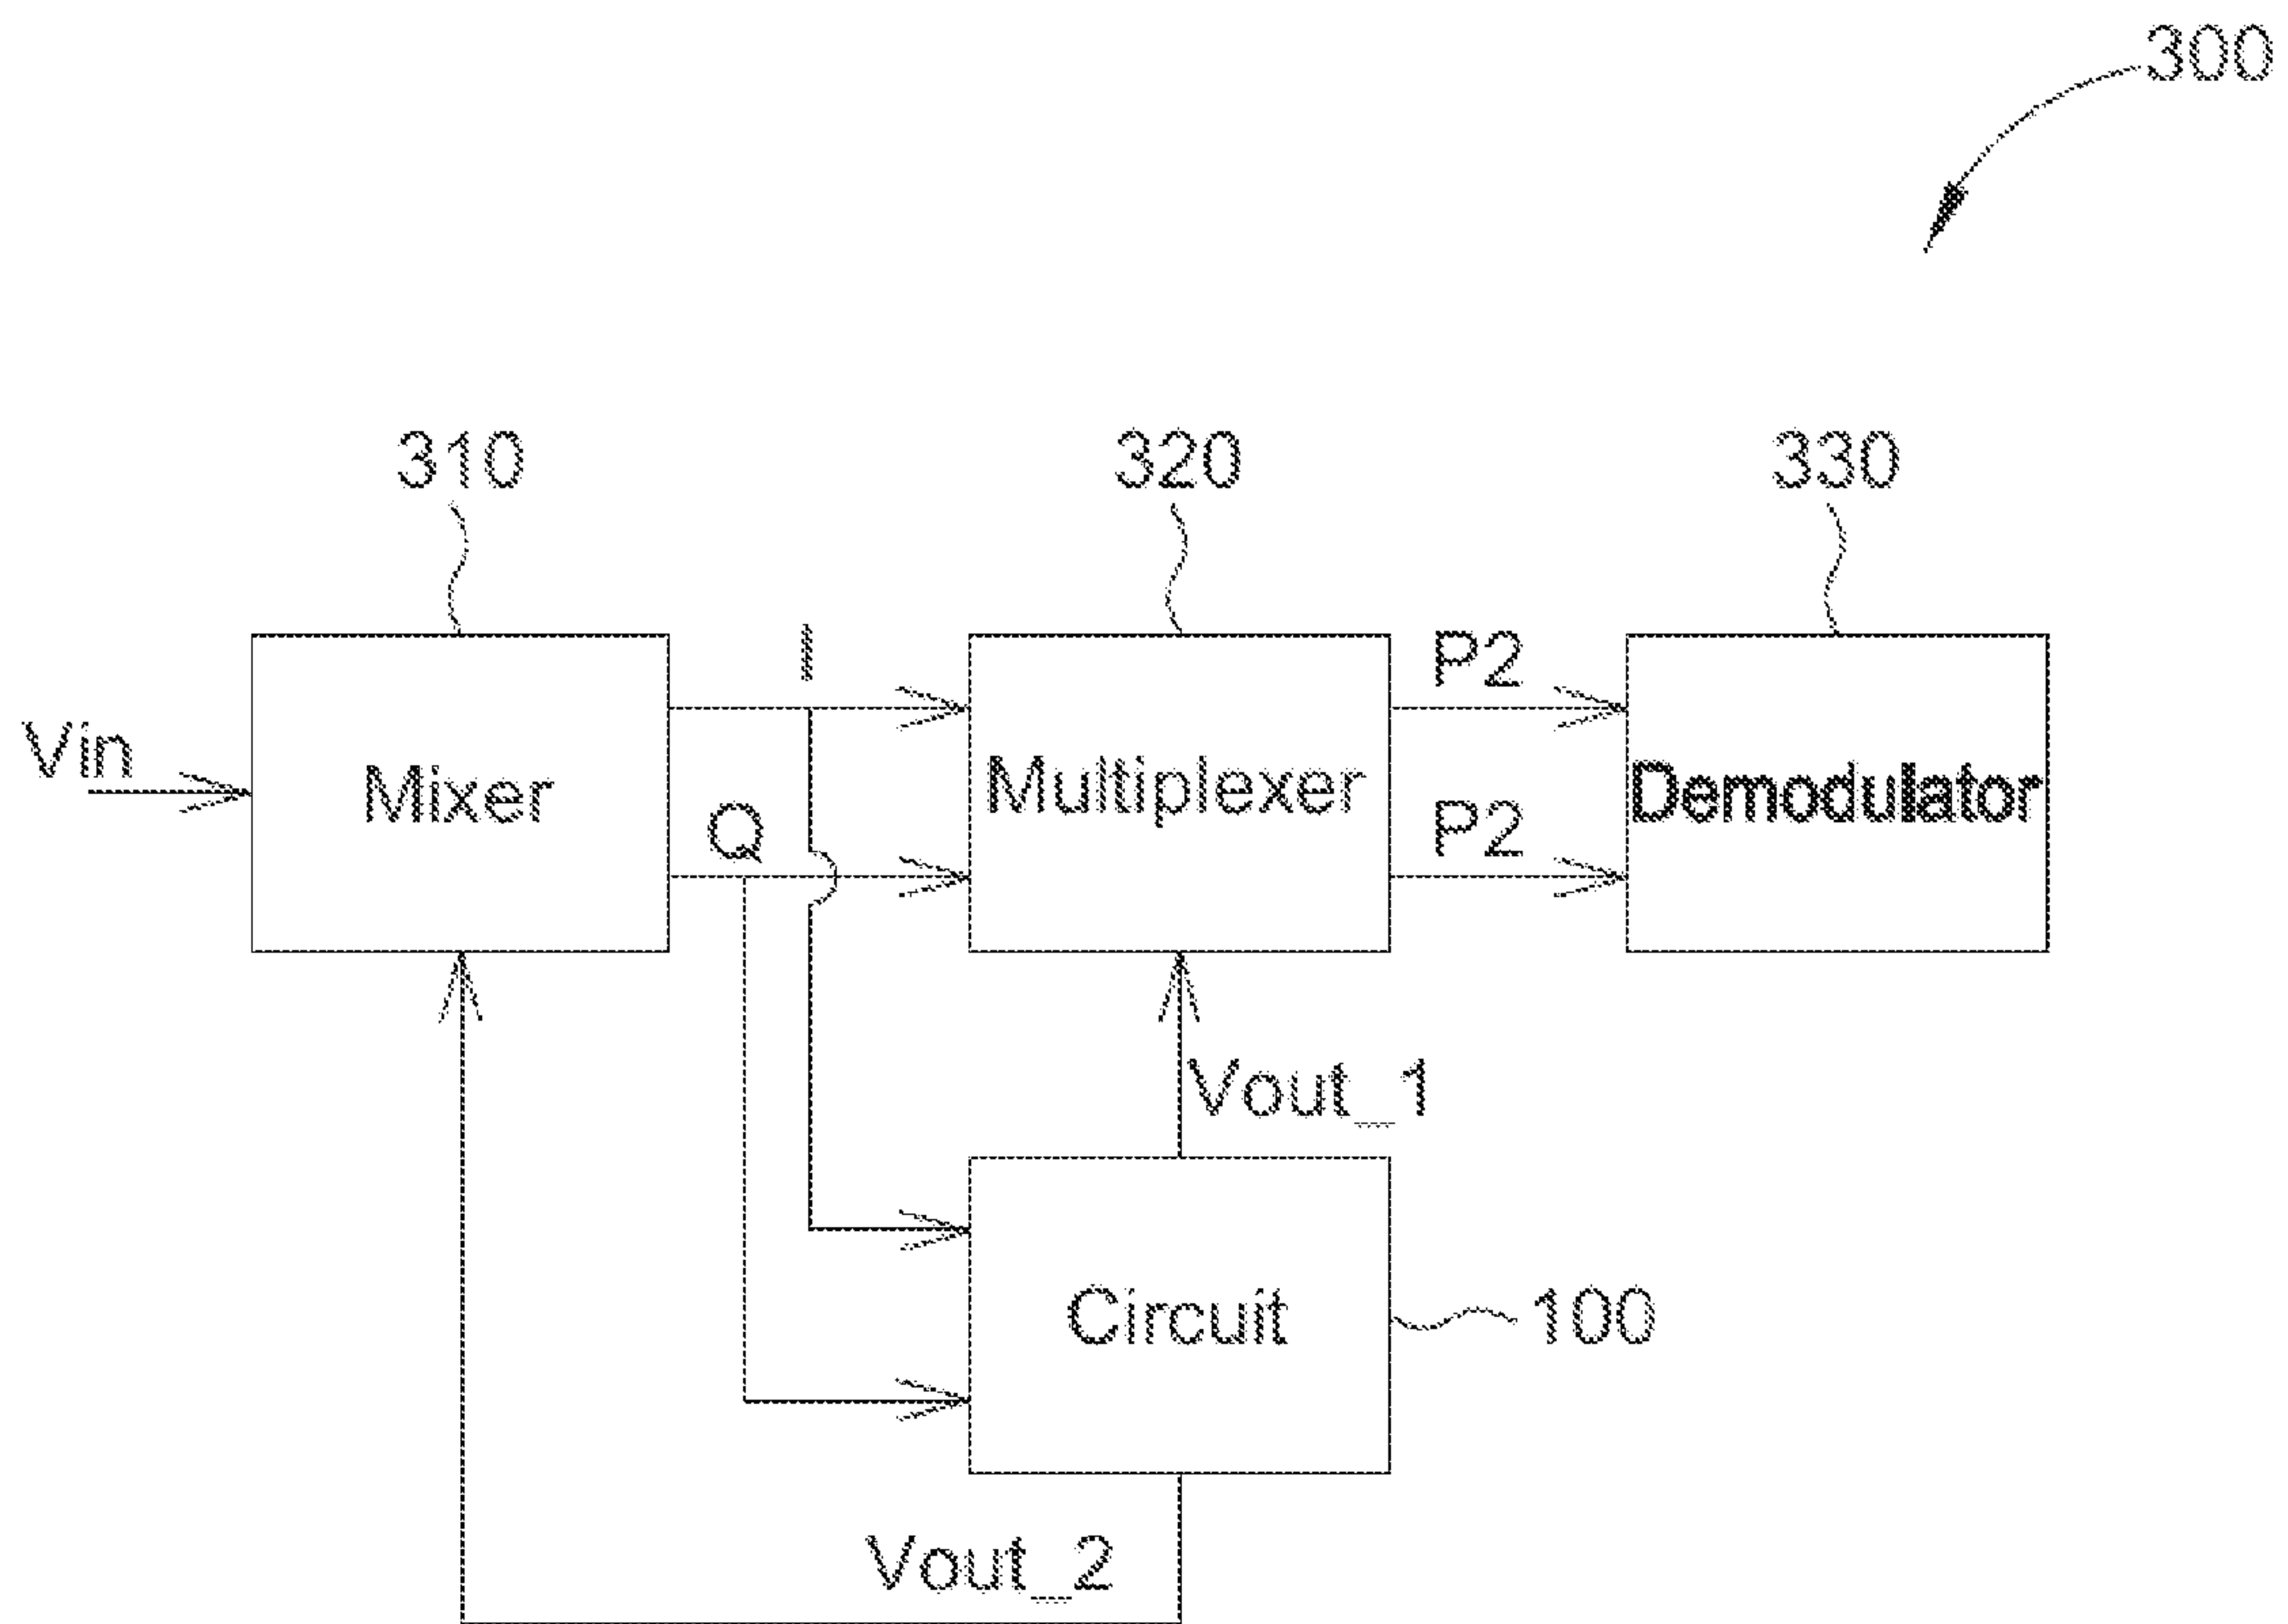 300
310
320
330
I
P2
Vin
Mixer
Multiplexer
Demodulator
Q
P2
Vout_1
Circuit
100
Vout_2